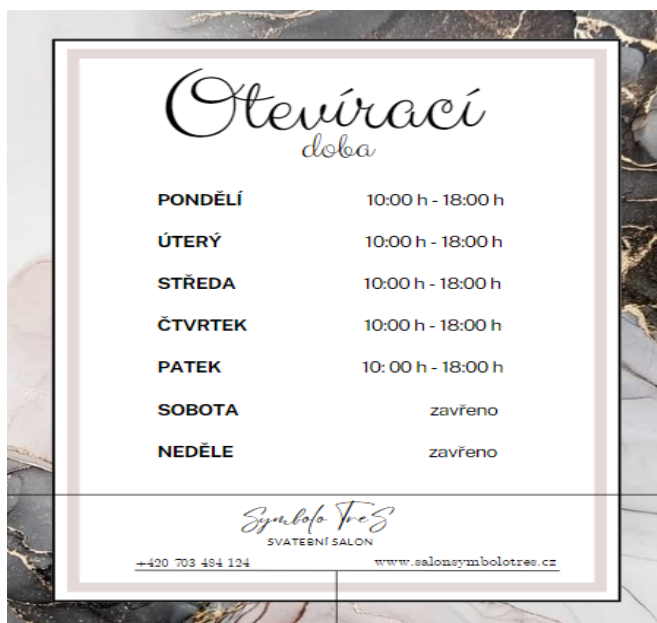 Otevírací
doba
PONDĚLÍ 10:00 h - 18:00 h
ÚTERÝ 10:00 h - 18:00 h
STŘEDA 10:00 h - 18:00 h
ČTVRTEK 10:00 h - 18:00 h
PATEK 10: 00 h - 18:00 h
SOBOTA zavřeno
NEDĚLE zavřeno
Symbolo TreS
SVATEBNÍ SALON
+420 703 484 124 www.salonsymbolotres.cz